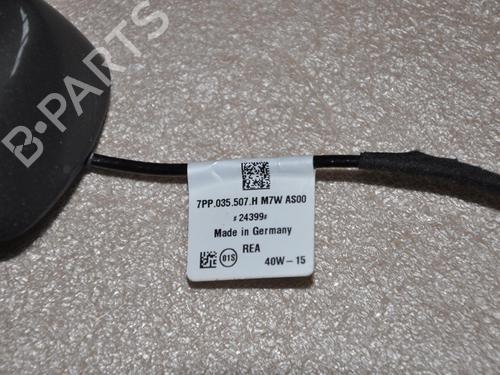 B-PARTS
7PP.035.507.H M7W AS00
#24399#
Made in Germany
REA
01S
40W-15